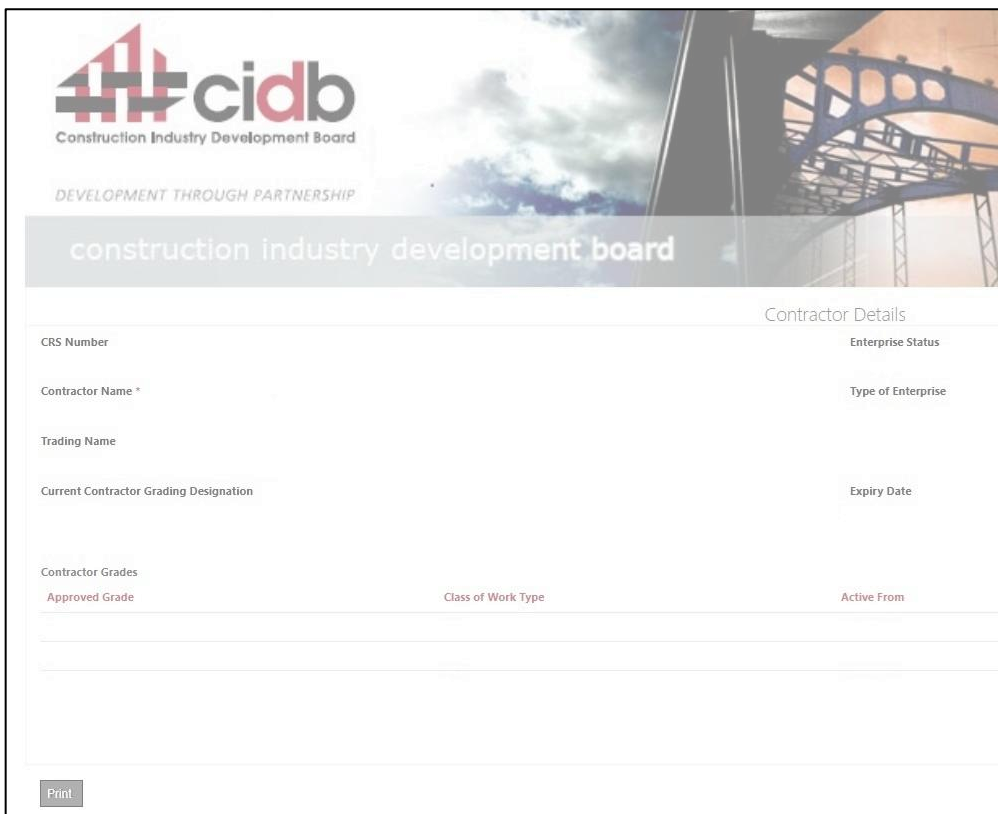 cidb
Construction Industry Development Board
DEVELOPMENT THROUGH PARTNERSHIP
construction industry development board
Contractor Details
CRS Number
Enterprise Status
Contractor Name *
Type of Enterprise
Trading Name
Current Contractor Grading Designation
Expiry Date
Contractor Grades
Approved Grade
Class of Work Type
Active From
Print